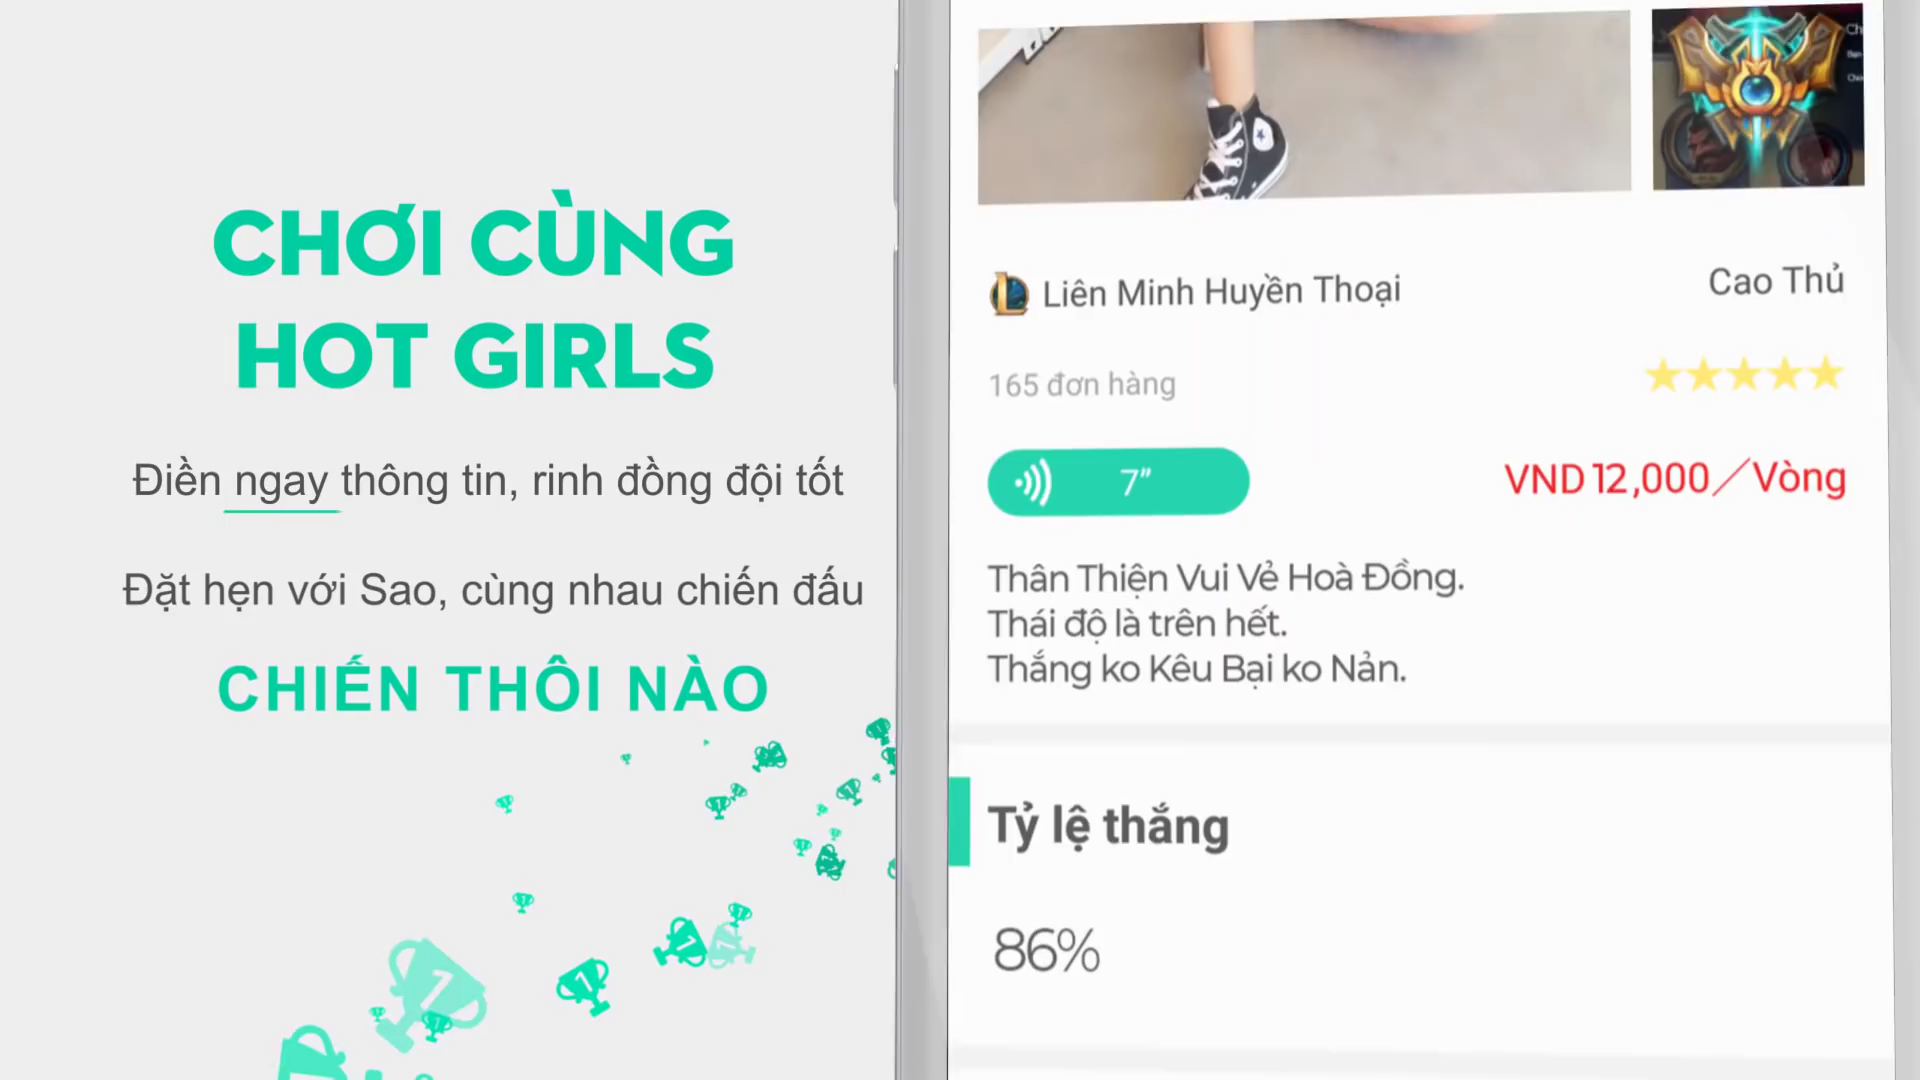 CHƠI CÙNG
HOT GIRLS
Điền ngay thông tin, rinh đồng đội tốt
Đặt hẹn với Sao, cùng nhau chiến đấu
CHIẾN THÔI NÀO
Liên Minh Huyền Thoại
Cao Thủ
165 đơn hàng
7”
VND 12,000／Vòng
Thân Thiện Vui Vẻ Hoà Đồng.
Thái độ là trên hết.
Thắng ko Kêu Bại ko Nản.
Tỷ lệ thắng
86%